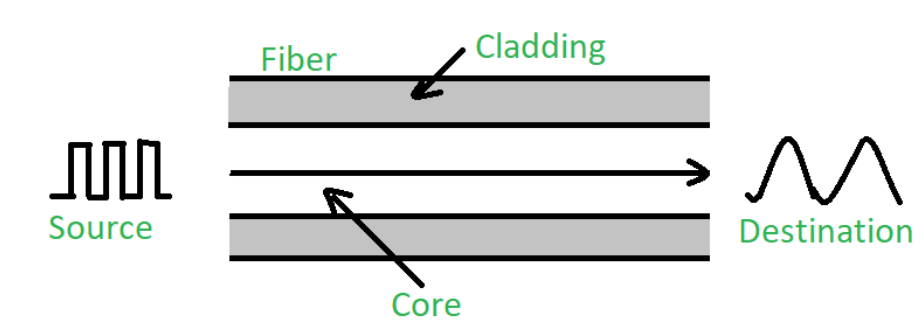 Fiber
Cladding
Source
Destination
Core